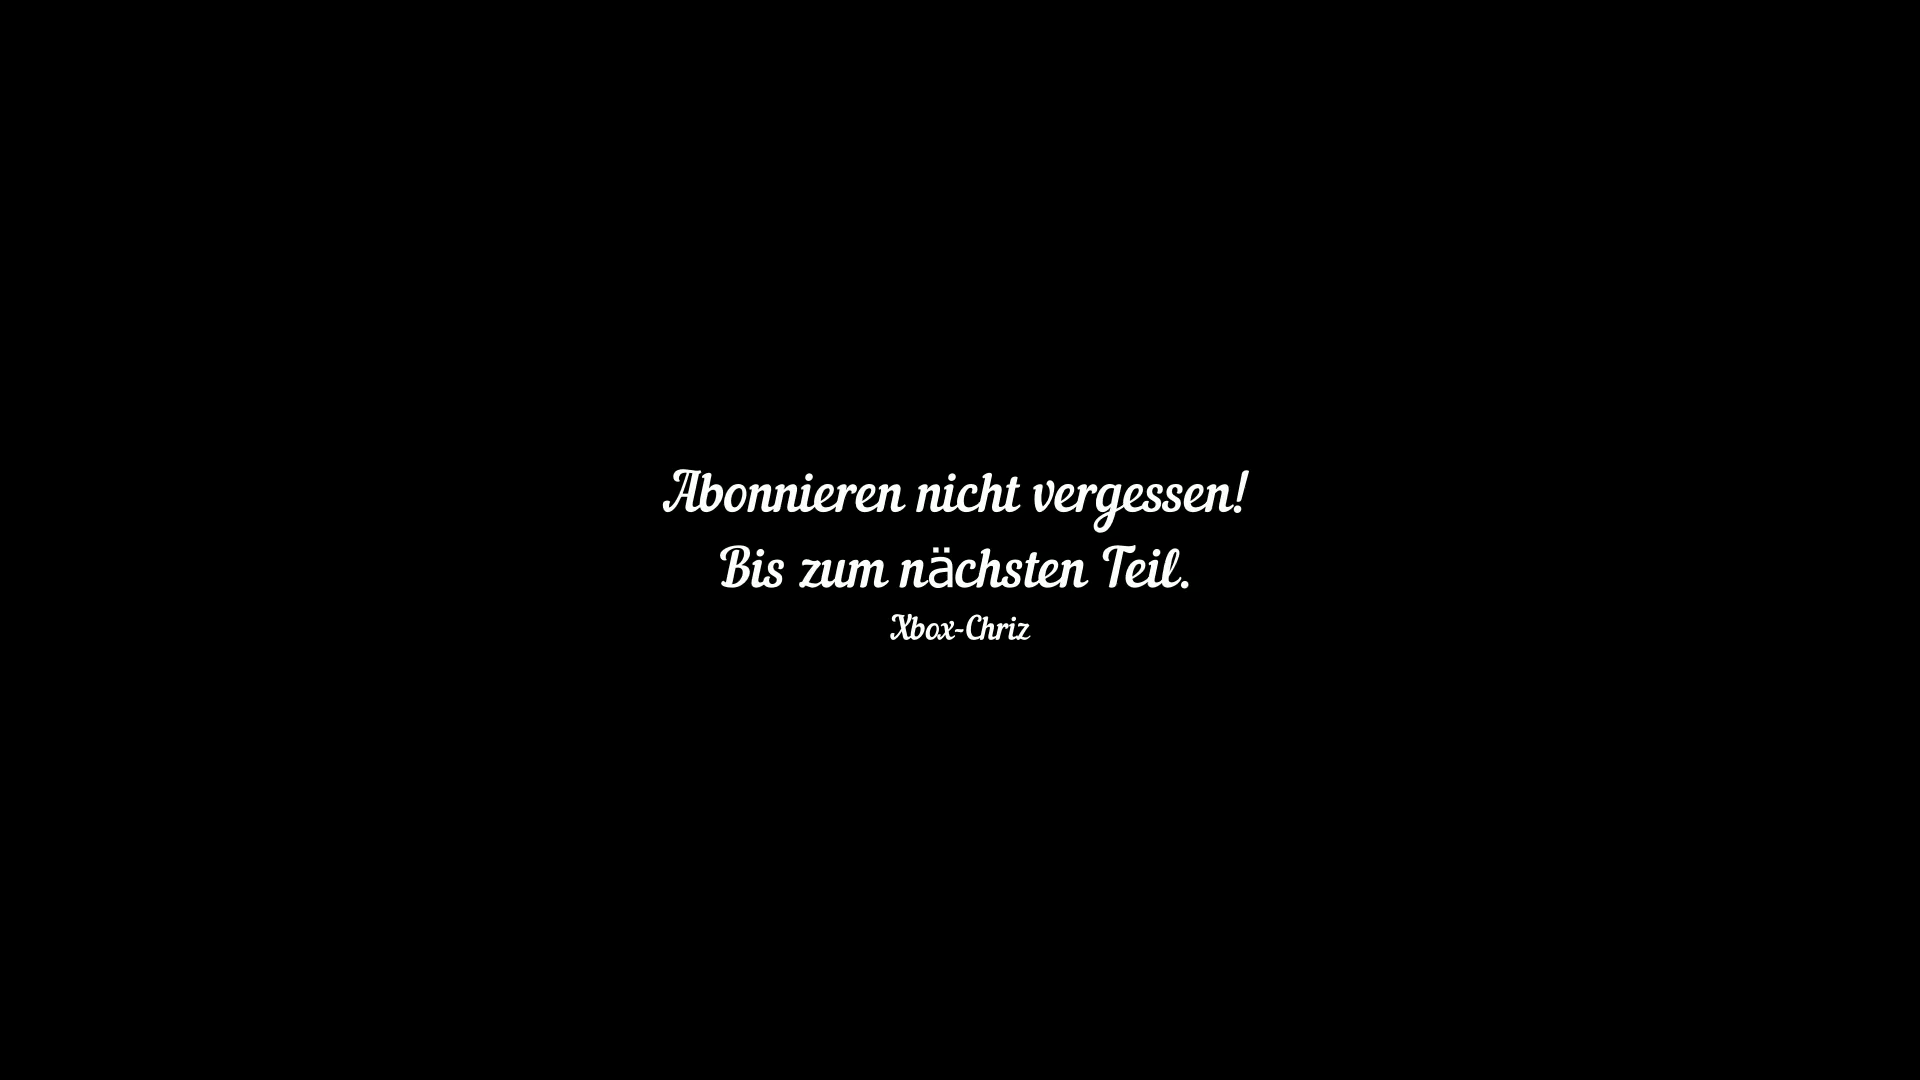 Abonnieren nicht vergessen!
Bis zum nächsten Teil.
Xbox-Chriz